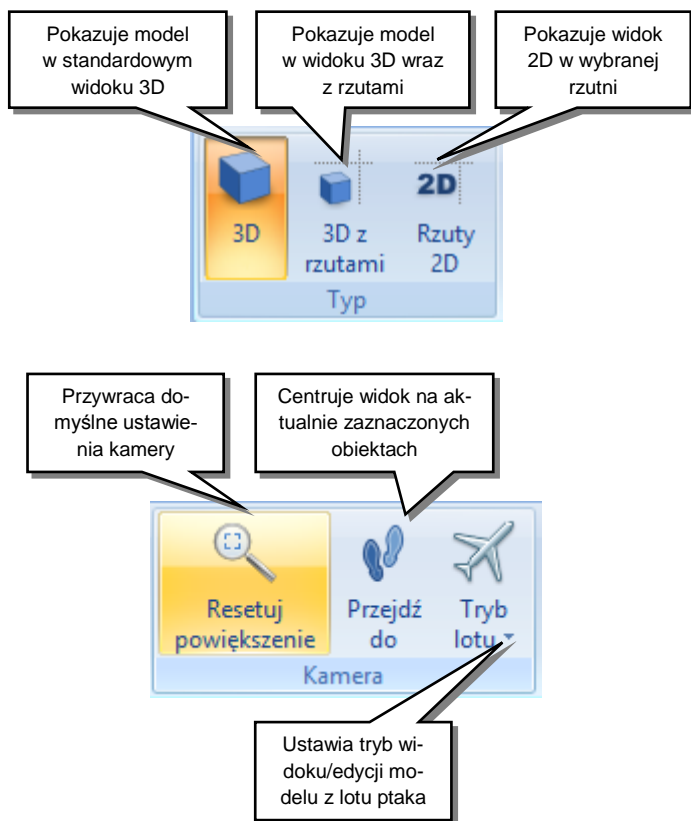 Pokazuje model
w standardowym
widoku 3D
Pokazuje model
w widoku 3D wraz
z rzutami
Pokazuje widok
2D w wybranej
rzutni
2D
3D
3D z
rzutami
Rzuty
2D
Typ
Przywraca do-
myślne ustawie-
nia kamery
Centruje widok na ak-
tualnie zaznaczonych
obiektach
Resetuj
powiększenie
Przejdź
do
Tryb
lotu
Kamera
Ustawia tryb wi-
doku/edycji mo-
delu z lotu ptaka